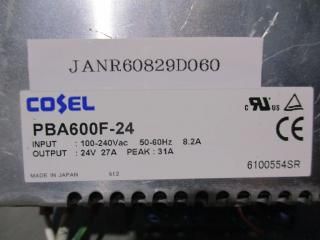 JANR60829D060
COSEL
PBA600F-24
INPUT : 100-240Vac 50-60Hz 8.2A
OUTPUT : 24V 27A PEAK : 31A
6100554SR
MADE IN JAPAN